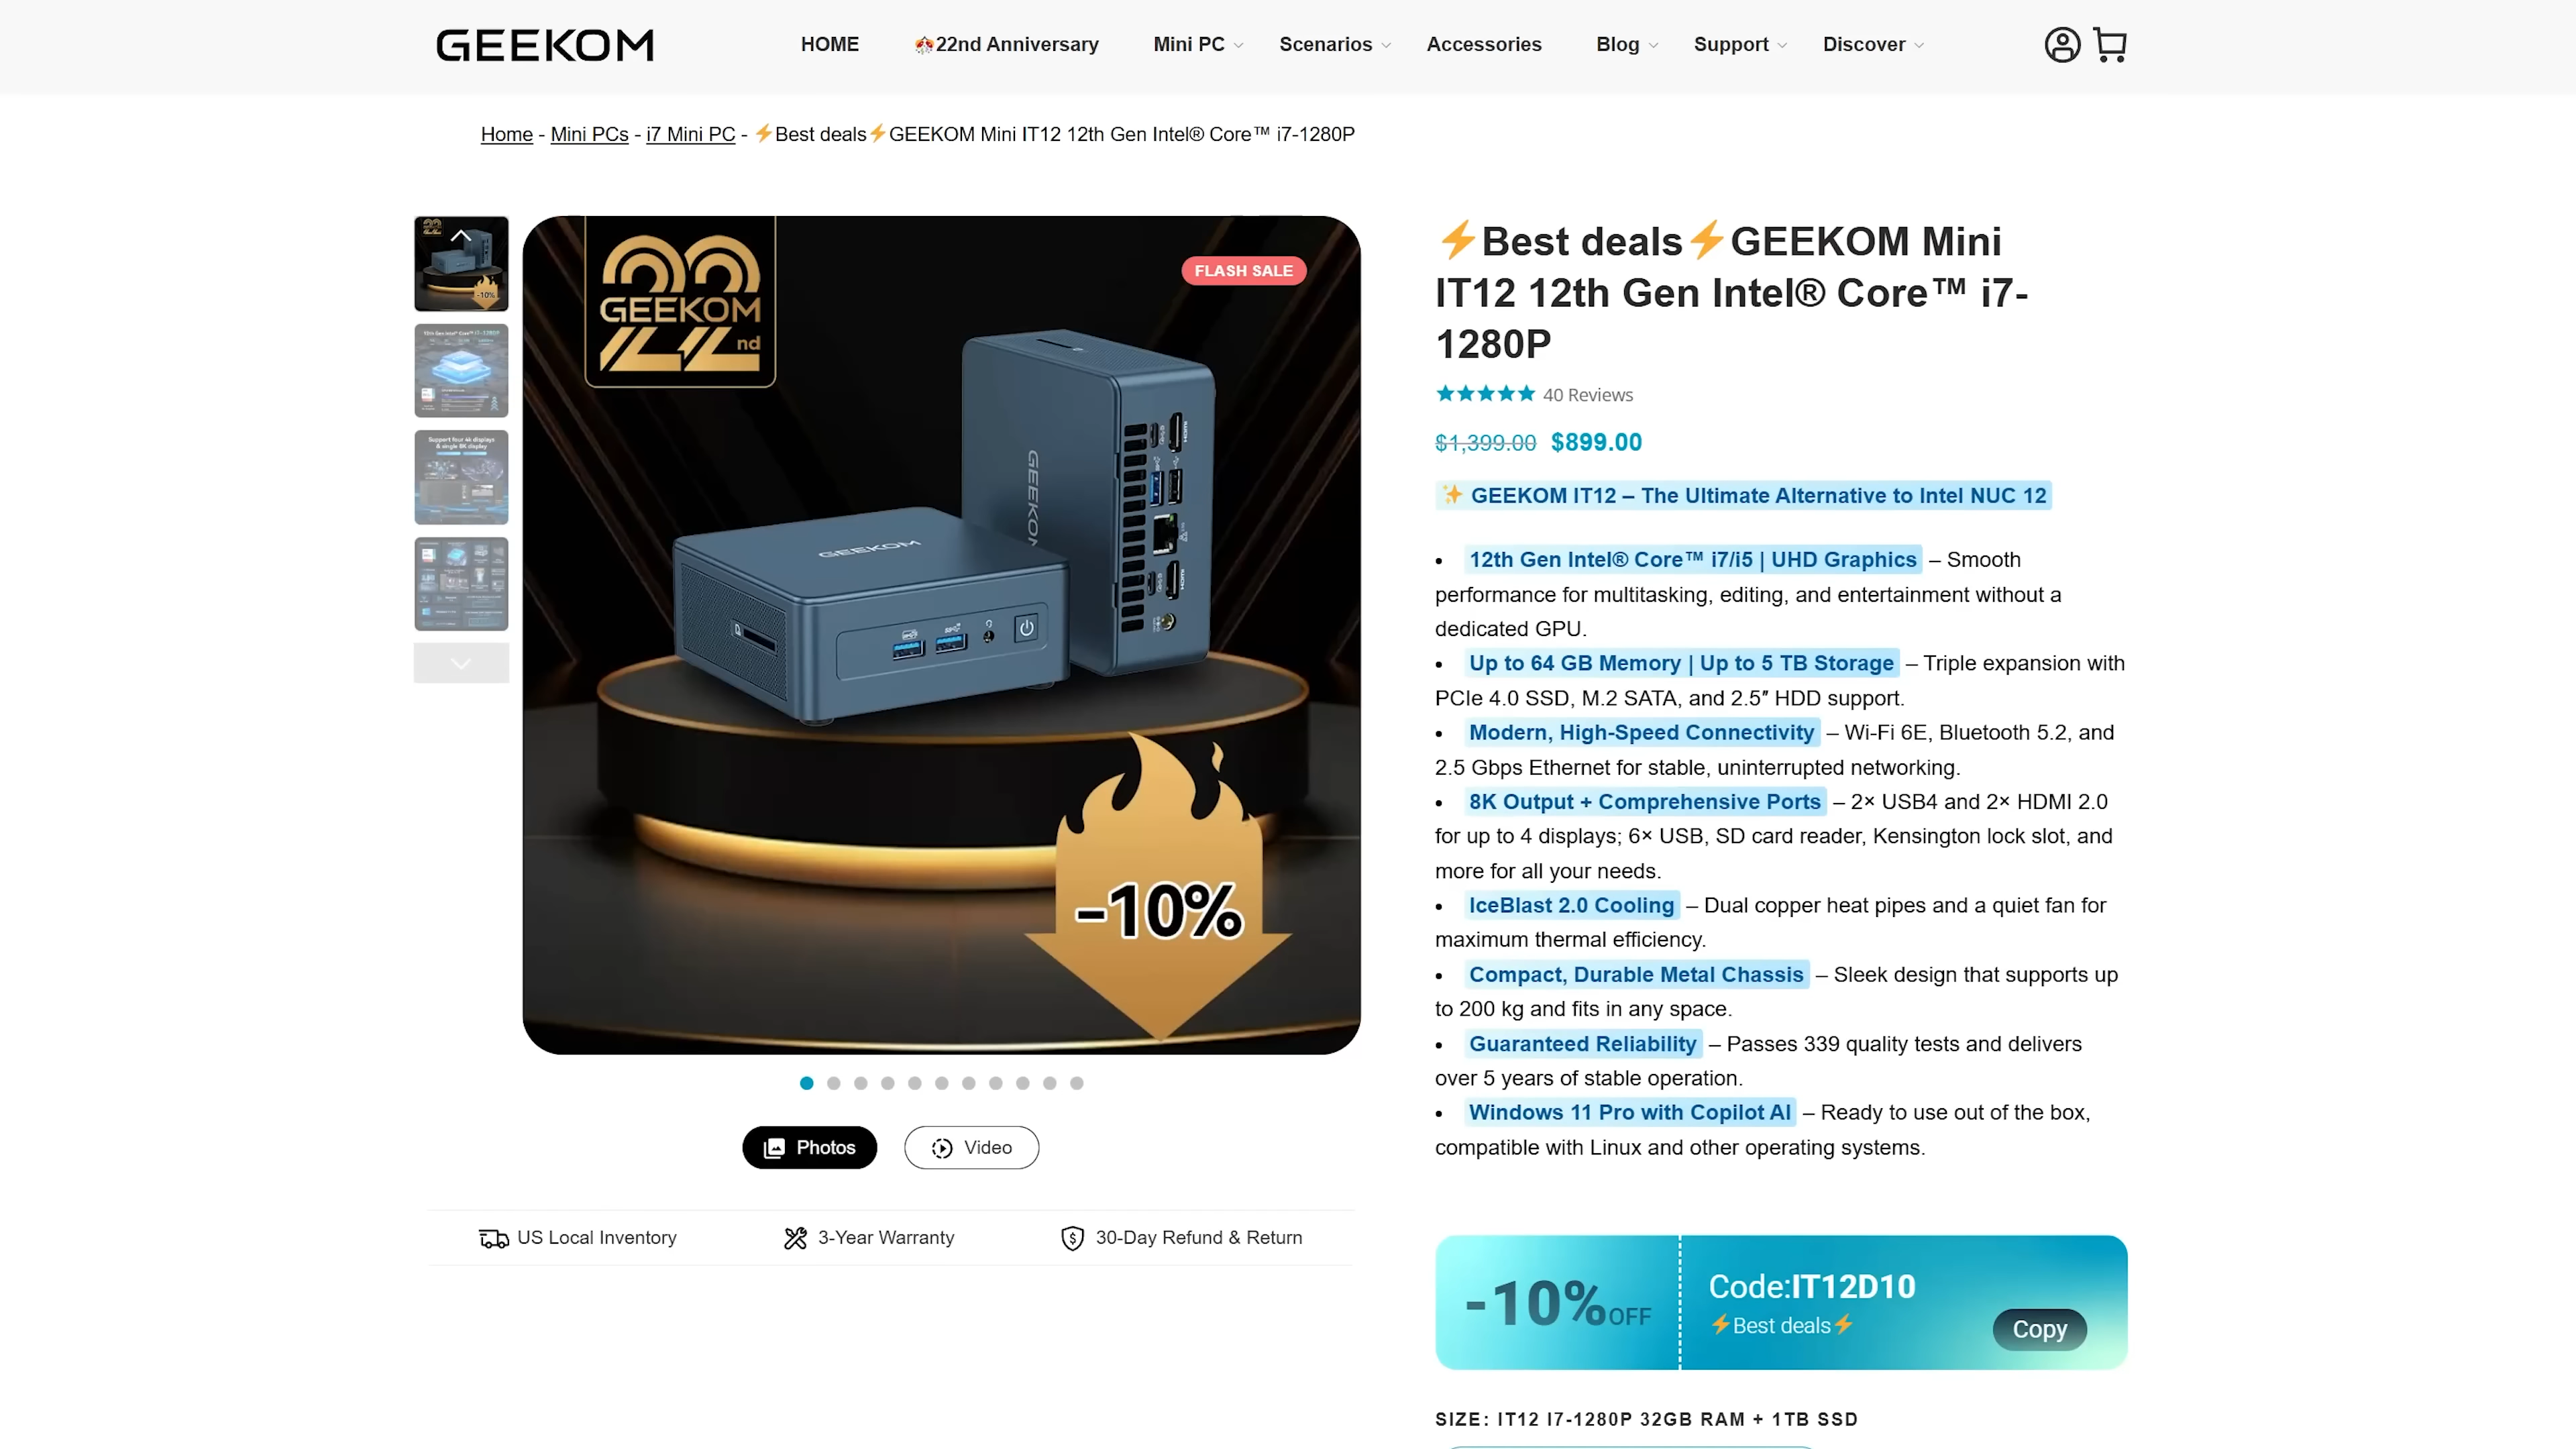 GEEKOM
HOME
22nd Anniversary
Mini PC
Scenarios
Accessories
Blog
Support
Discover
Home - Mini PCs - i7 Mini PC - ⚡Best deals⚡GEEKOM Mini IT12 12th Gen Intel® Core™ i7-1280P
-10%
Support four 4k displays
& single 8K display
22
GEEKOM
22nd
FLASH SALE
GEEKOM
GEEKOM
-10%
Photos
Video
US Local Inventory
3-Year Warranty
30-Day Refund & Return
⚡Best deals⚡GEEKOM Mini
IT12 12th Gen Intel® Core™ i7-
1280P
★★★★★ 40 Reviews
$1,399.00 $899.00
✨ GEEKOM IT12 – The Ultimate Alternative to Intel NUC 12
• 12th Gen Intel® Core™ i7/i5 | UHD Graphics – Smooth
performance for multitasking, editing, and entertainment without a
dedicated GPU.
• Up to 64 GB Memory | Up to 5 TB Storage – Triple expansion with
PCIe 4.0 SSD, M.2 SATA, and 2.5″ HDD support.
• Modern, High-Speed Connectivity – Wi-Fi 6E, Bluetooth 5.2, and
2.5 Gbps Ethernet for stable, uninterrupted networking.
• 8K Output + Comprehensive Ports – 2× USB4 and 2× HDMI 2.0
for up to 4 displays; 6× USB, SD card reader, Kensington lock slot, and
more for all your needs.
• IceBlast 2.0 Cooling – Dual copper heat pipes and a quiet fan for
maximum thermal efficiency.
• Compact, Durable Metal Chassis – Sleek design that supports up
to 200 kg and fits in any space.
• Guaranteed Reliability – Passes 339 quality tests and delivers
over 5 years of stable operation.
• Windows 11 Pro with Copilot AI – Ready to use out of the box,
compatible with Linux and other operating systems.
-10%OFF
Code:IT12D10
⚡Best deals⚡
Copy
SIZE: IT12 I7-1280P 32GB RAM + 1TB SSD